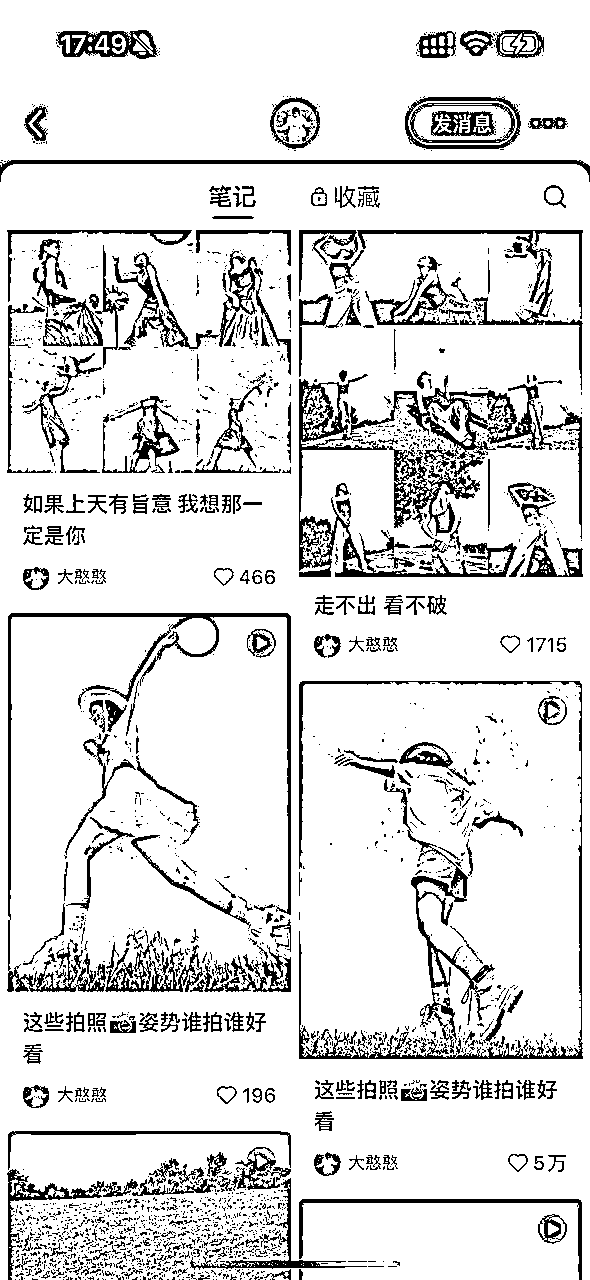 17:49
发消息
笔记
收藏
如果上天有旨意 我想那一
定是你
大憨憨
466
走不出 看不破
大憨憨
1715
这些拍照📷姿势谁拍谁好
看
大憨憨
196
这些拍照📷姿势谁拍谁好
看
大憨憨
5万